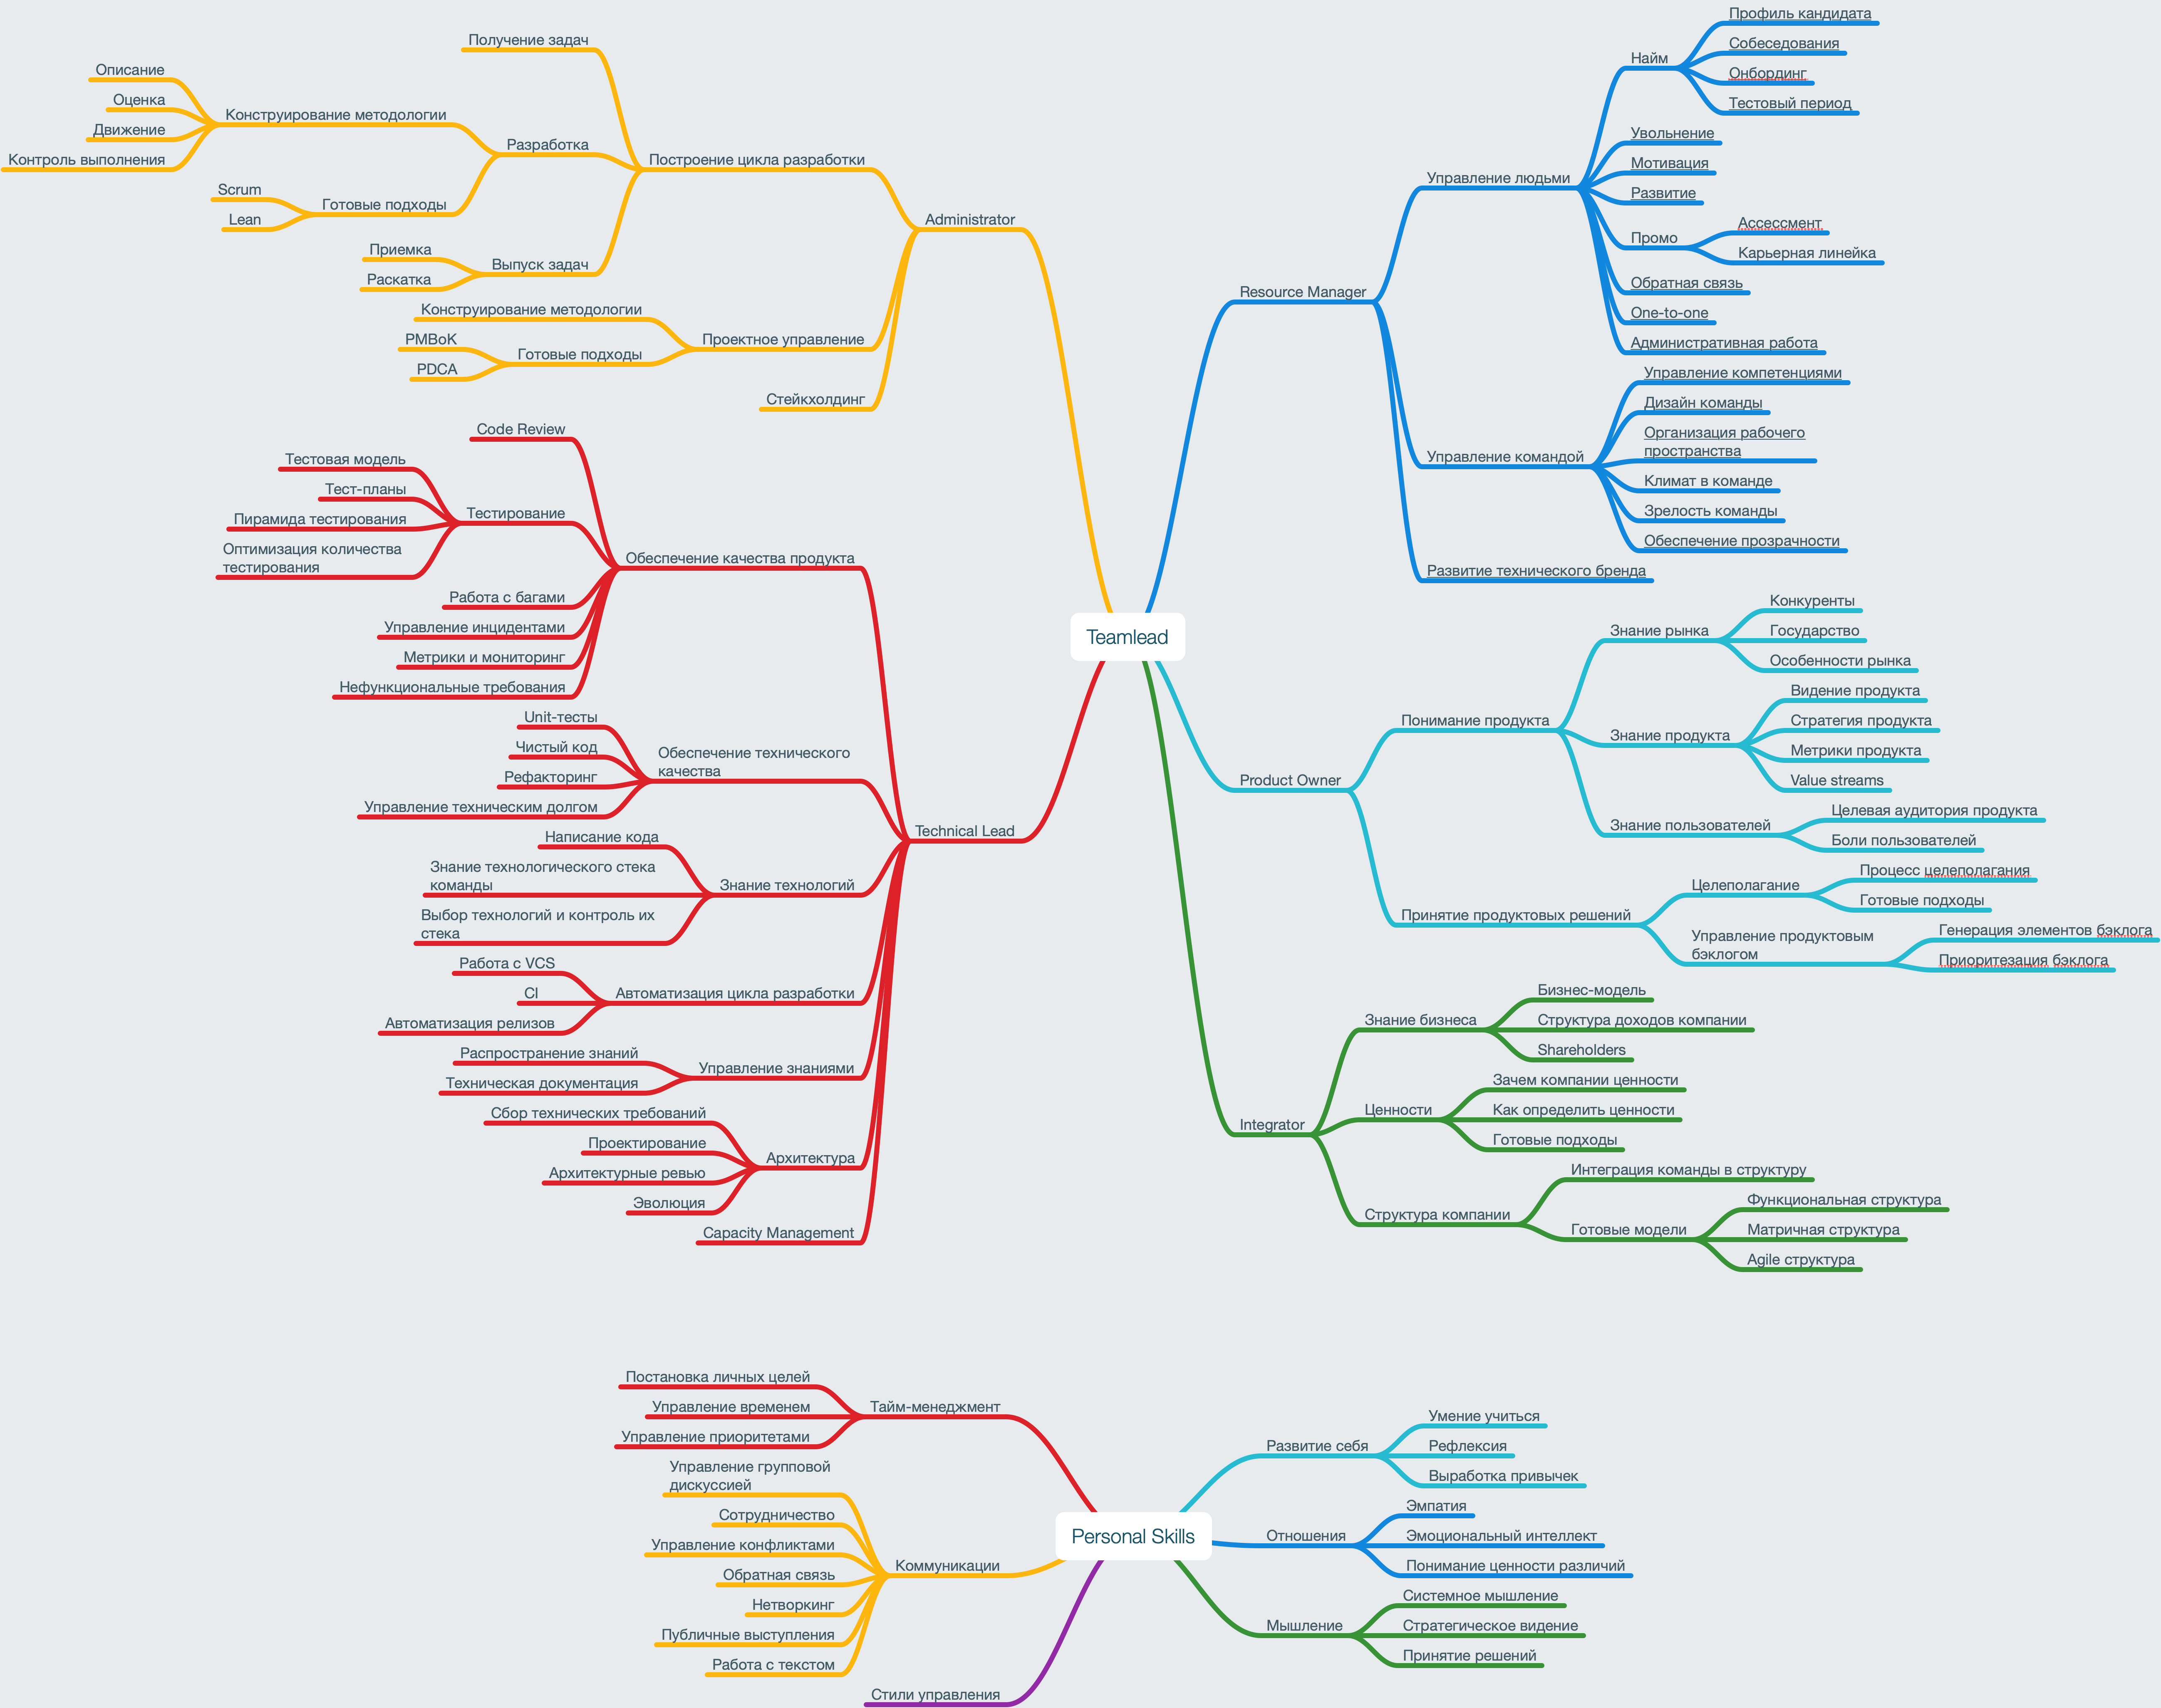 Teamlead
Administrator
Построение цикла разработки
Получение задач
Разработка
Конструирование методологии
Описание
Оценка
Движение
Контроль выполнения
Готовые подходы
Scrum
Lean
Выпуск задач
Приемка
Раскатка
Проектное управление
Конструирование методологии
Готовые подходы
PMBoK
PDCA
Стейкхолдинг
Technical Lead
Обеспечение качества продукта
Code Review
Тестирование
Тестовая модель
Тест-планы
Пирамида тестирования
Оптимизация количества
тестирования
Работа с багами
Управление инцидентами
Метрики и мониторинг
Нефункциональные требования
Обеспечение технического
качества
Unit-тесты
Чистый код
Рефакторинг
Управление техническим долгом
Знание технологий
Написание кода
Знание технологического стека
команды
Выбор технологий и контроль их
стека
Автоматизация цикла разработки
Работа с VCS
CI
Автоматизация релизов
Управление знаниями
Распространение знаний
Техническая документация
Архитектура
Сбор технических требований
Проектирование
Архитектурные ревью
Эволюция
Capacity Management
Resource Manager
Управление людьми
Найм
Профиль кандидата
Собеседования
Онбординг
Тестовый период
Увольнение
Мотивация
Развитие
Промо
Ассессмент
Карьерная линейка
Обратная связь
One-to-one
Административная работа
Управление командой
Управление компетенциями
Дизайн команды
Организация рабочего
пространства
Климат в команде
Зрелость команды
Обеспечение прозрачности
Развитие технического бренда
Product Owner
Понимание продукта
Знание рынка
Конкуренты
Государство
Особенности рынка
Знание продукта
Видение продукта
Стратегия продукта
Метрики продукта
Value streams
Знание пользователей
Целевая аудитория продукта
Боли пользователей
Принятие продуктовых решений
Целеполагание
Процесс целеполагания
Готовые подходы
Управление продуктовым
бэклогом
Генерация элементов бэклога
Приоритезация бэклога
Integrator
Знание бизнеса
Бизнес-модель
Структура доходов компании
Shareholders
Ценности
Зачем компании ценности
Как определить ценности
Готовые подходы
Структура компании
Интеграция команды в структуру
Готовые модели
Функциональная структура
Матричная структура
Agile структура
Personal Skills
Тайм-менеджмент
Постановка личных целей
Управление временем
Управление приоритетами
Коммуникации
Управление групповой
дискуссией
Сотрудничество
Управление конфликтами
Обратная связь
Нетворкинг
Публичные выступления
Работа с текстом
Стили управления
Развитие себя
Умение учиться
Рефлексия
Выработка привычек
Отношения
Эмпатия
Эмоциональный интеллект
Понимание ценности различий
Мышление
Системное мышление
Стратегическое видение
Принятие решений